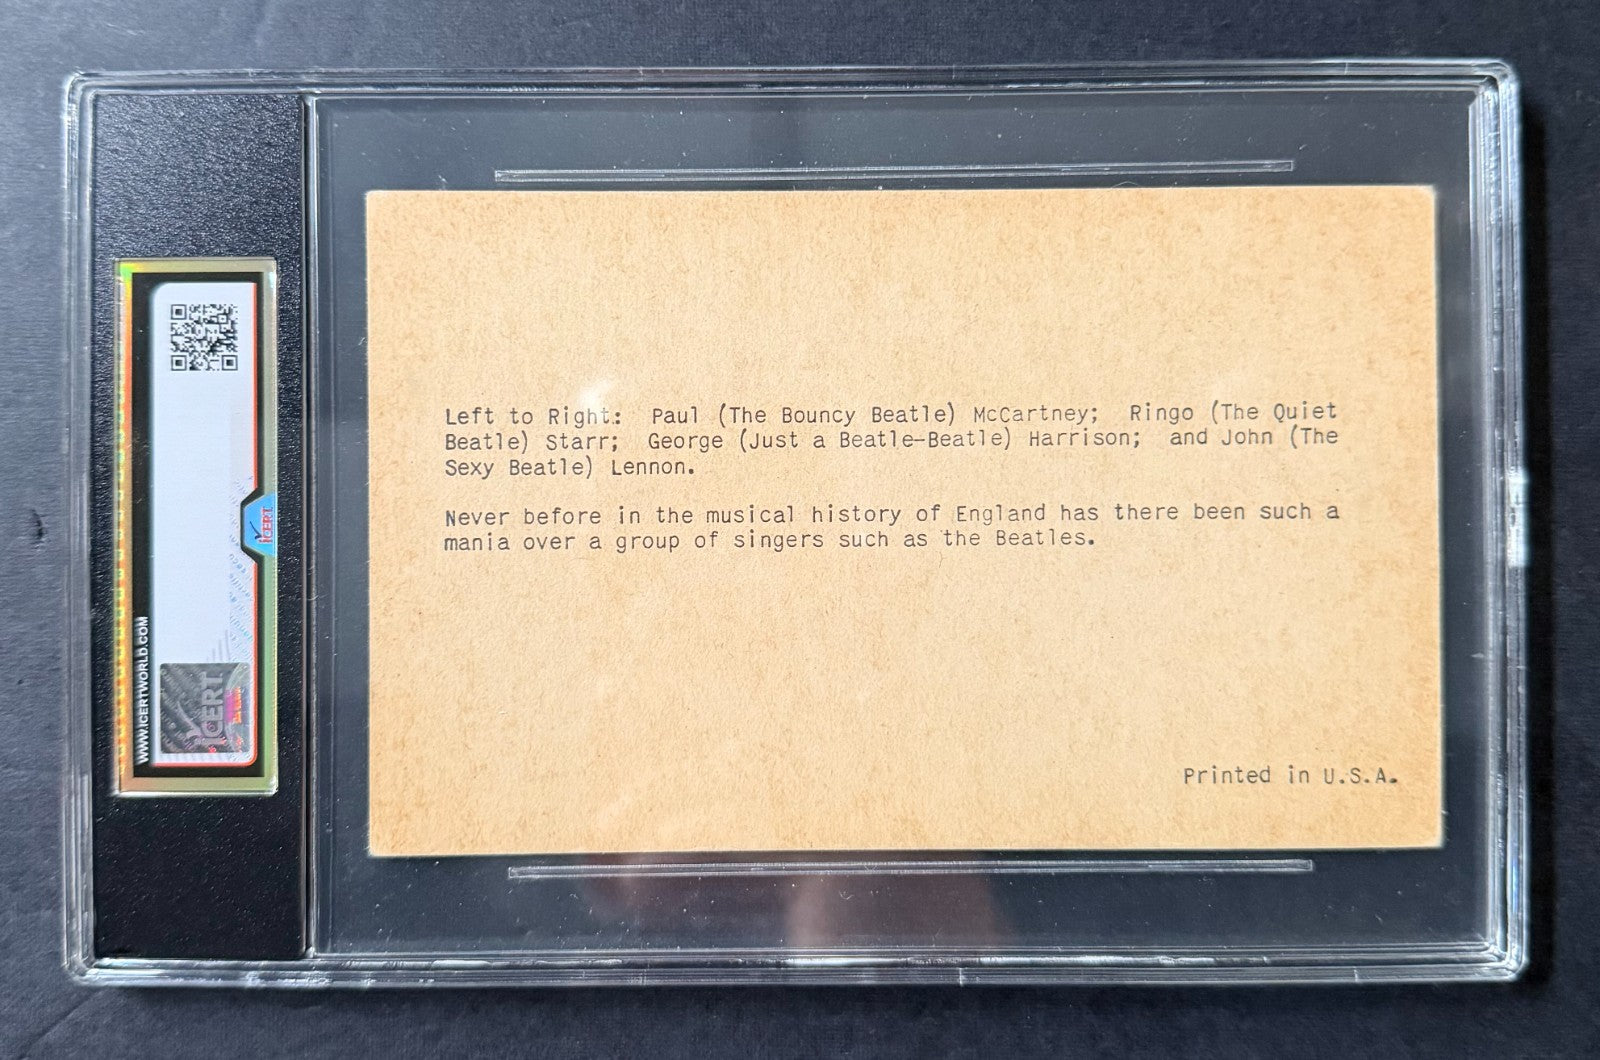 Left to Right:  Paul (The Bouncy Beatle) McCartney;  Ringo (The Quiet
Beatle) Starr;  George (Just a Beatle-Beatle) Harrison;  and John (The
Sexy Beatle) Lennon.
Never before in the musical history of England has there been such a
mania over a group of singers such as the Beatles.
Printed in U.S.A.
WWW.ICERTWORLD.COM
iCERT
iCERT